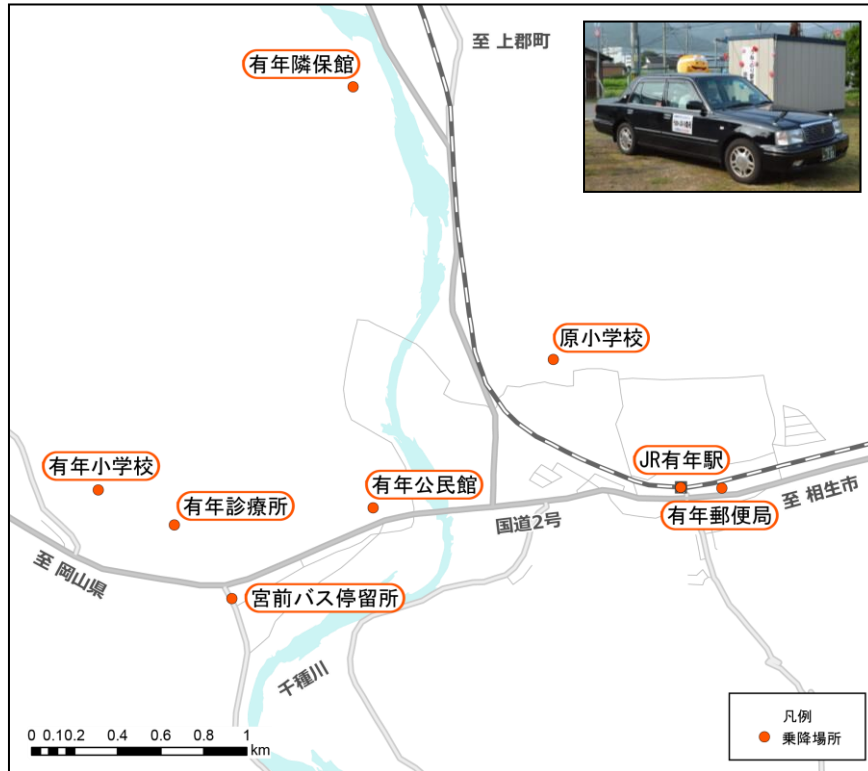 至 上郡町
有年隣保館
原小学校
有年小学校
有年診療所
有年公民館
JR有年駅
有年郵便局
国道2号
至 相生市
至 岡山県
宮前バス停留所
千種川
0 0.10.2 0.4 0.6 0.8 1
km
凡例
乗降場所